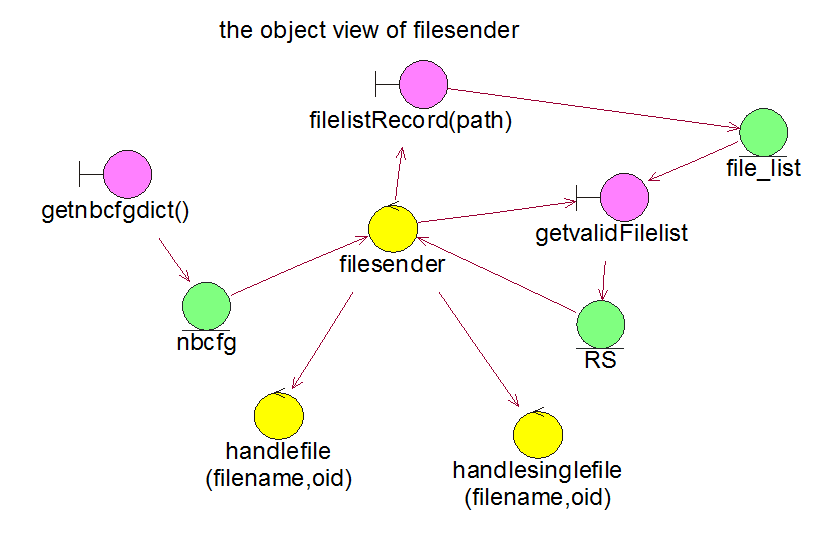 the object view of filesender
filelistRecord(path)
file_list
getnbcfgdict()
getvalidFilelist
filesender
nbcfg
RS
handlefile
(filename,oid)
handlesinglefile
(filename,oid)